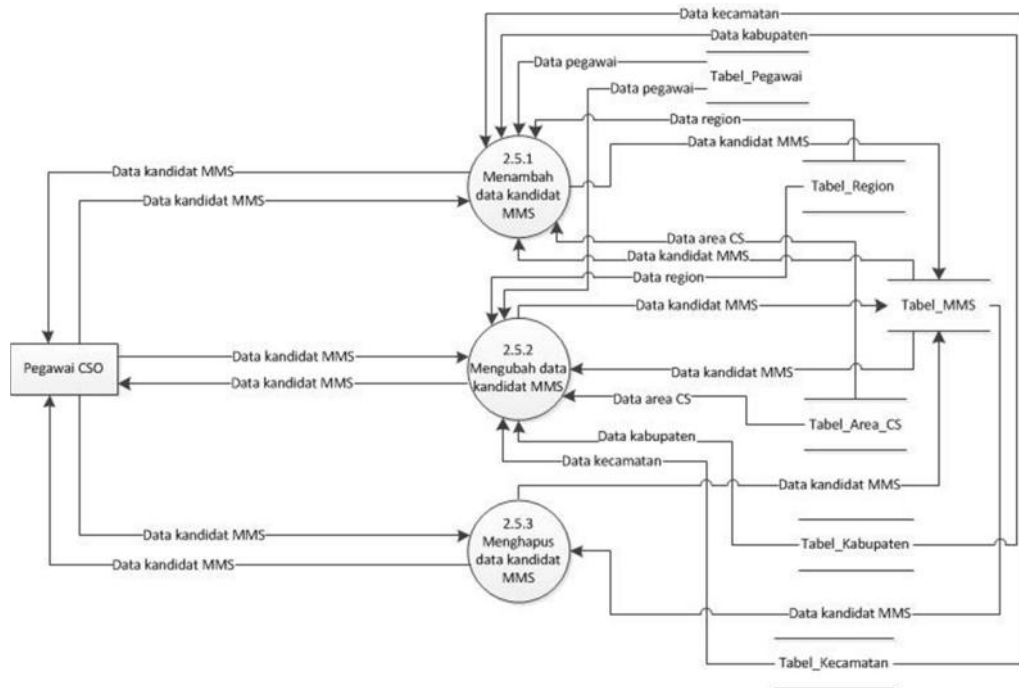 Data kecamatan
Data kabupaten
Data pegawai
Tabel_Pegawai
Data pegawai
Data region
2.5.1
Menambah
data kandidat
MMS
Data kandidat MMS
Data kandidat MMS
Tabel_Region
Data kandidat MMS
Data area CS
Data kandidat MMS
Data region
Data kandidat MMS
Tabel_MMS
2.5.2
Mengubah data
kandidat MMS
Pegawai CSO
Data kandidat MMS
Data kandidat MMS
Data kandidat MMS
Data area CS
Tabel_Area_CS
Data kabupaten
Data kecamatan
Data kandidat MMS
2.5.3
Menghapus
data kandidat
MMS
Data kandidat MMS
Tabel_Kabupaten
Data kandidat MMS
Data kandidat MMS
Tabel_Kecamatan